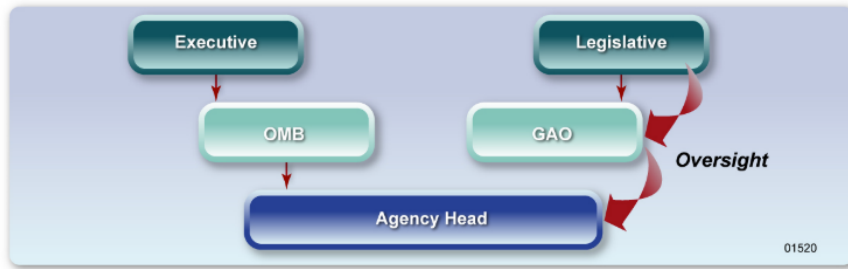 Executive
Legislative
OMB
GAO
Oversight
Agency Head
01520